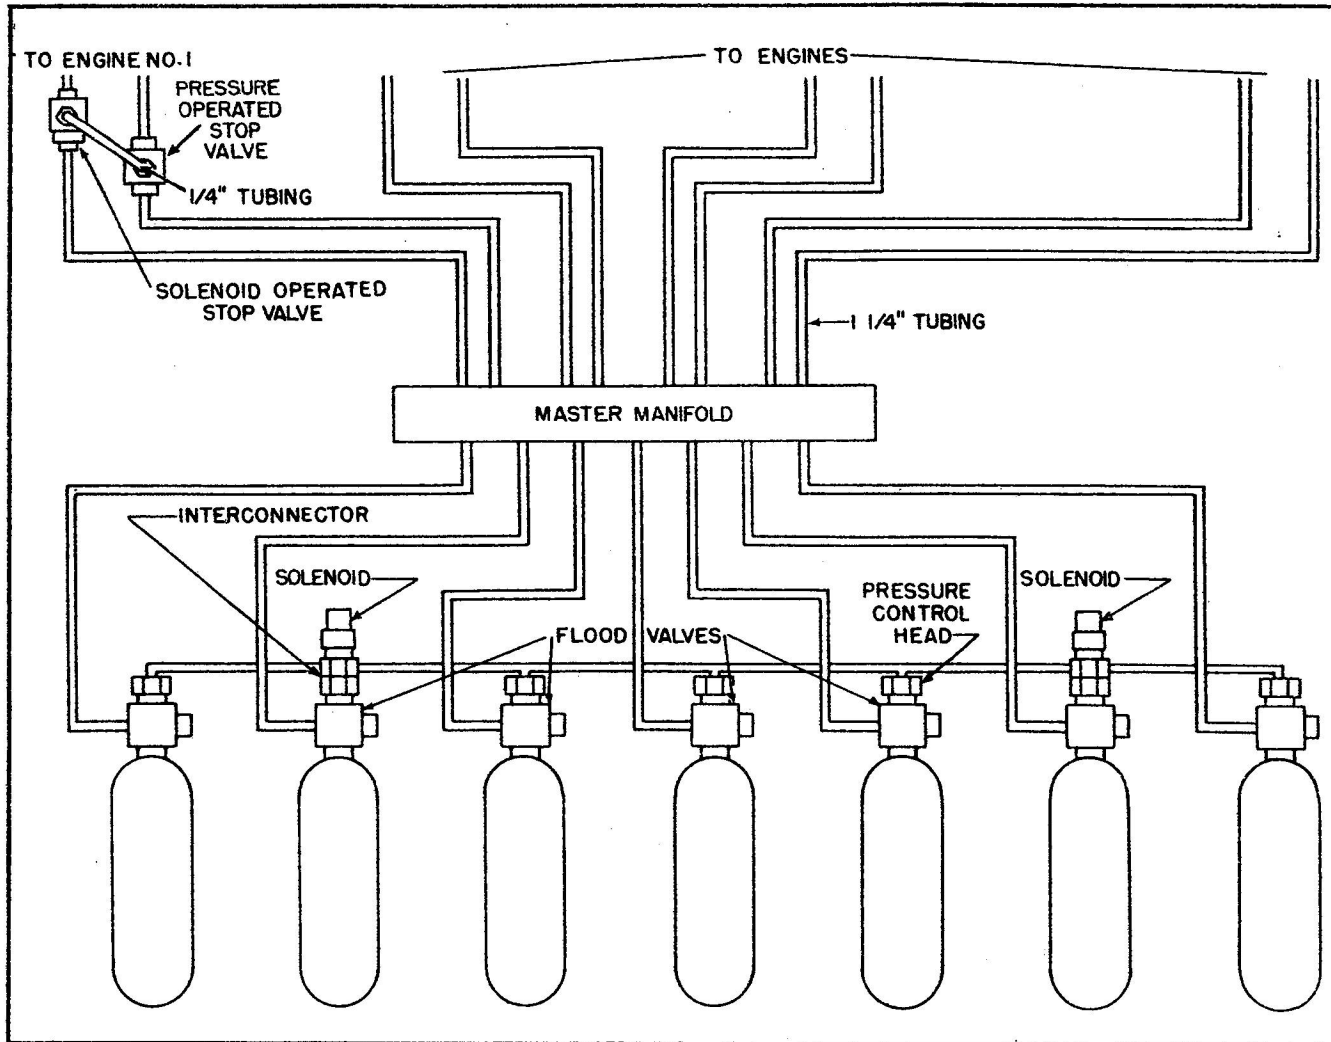 TO ENGINE NO.1
TO ENGINES
PRESSURE
OPERATED
STOP
VALVE
1/4" TUBING
SOLENOID OPERATED
STOP VALVE
1 1/4" TUBING
MASTER MANIFOLD
INTERCONNECTOR
SOLENOID
FLOOD VALVES
PRESSURE
CONTROL
HEAD
SOLENOID